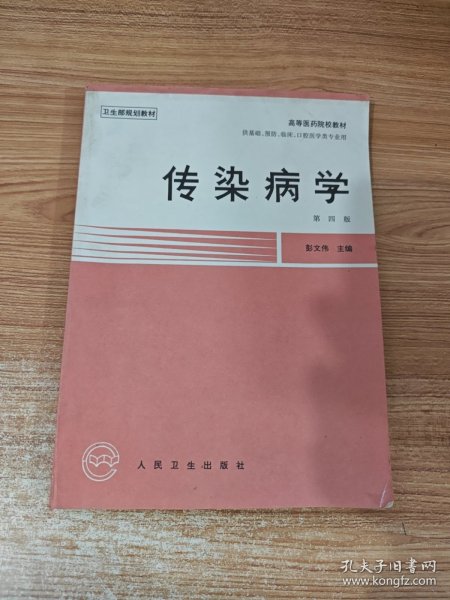 卫生部规划教材
高等医药院校教材
供基础、预防、临床、口腔医学类专业用
传染病学
第四版
彭文伟 主编
人民卫生出版社
孔夫子旧书网
www.kongfz.com